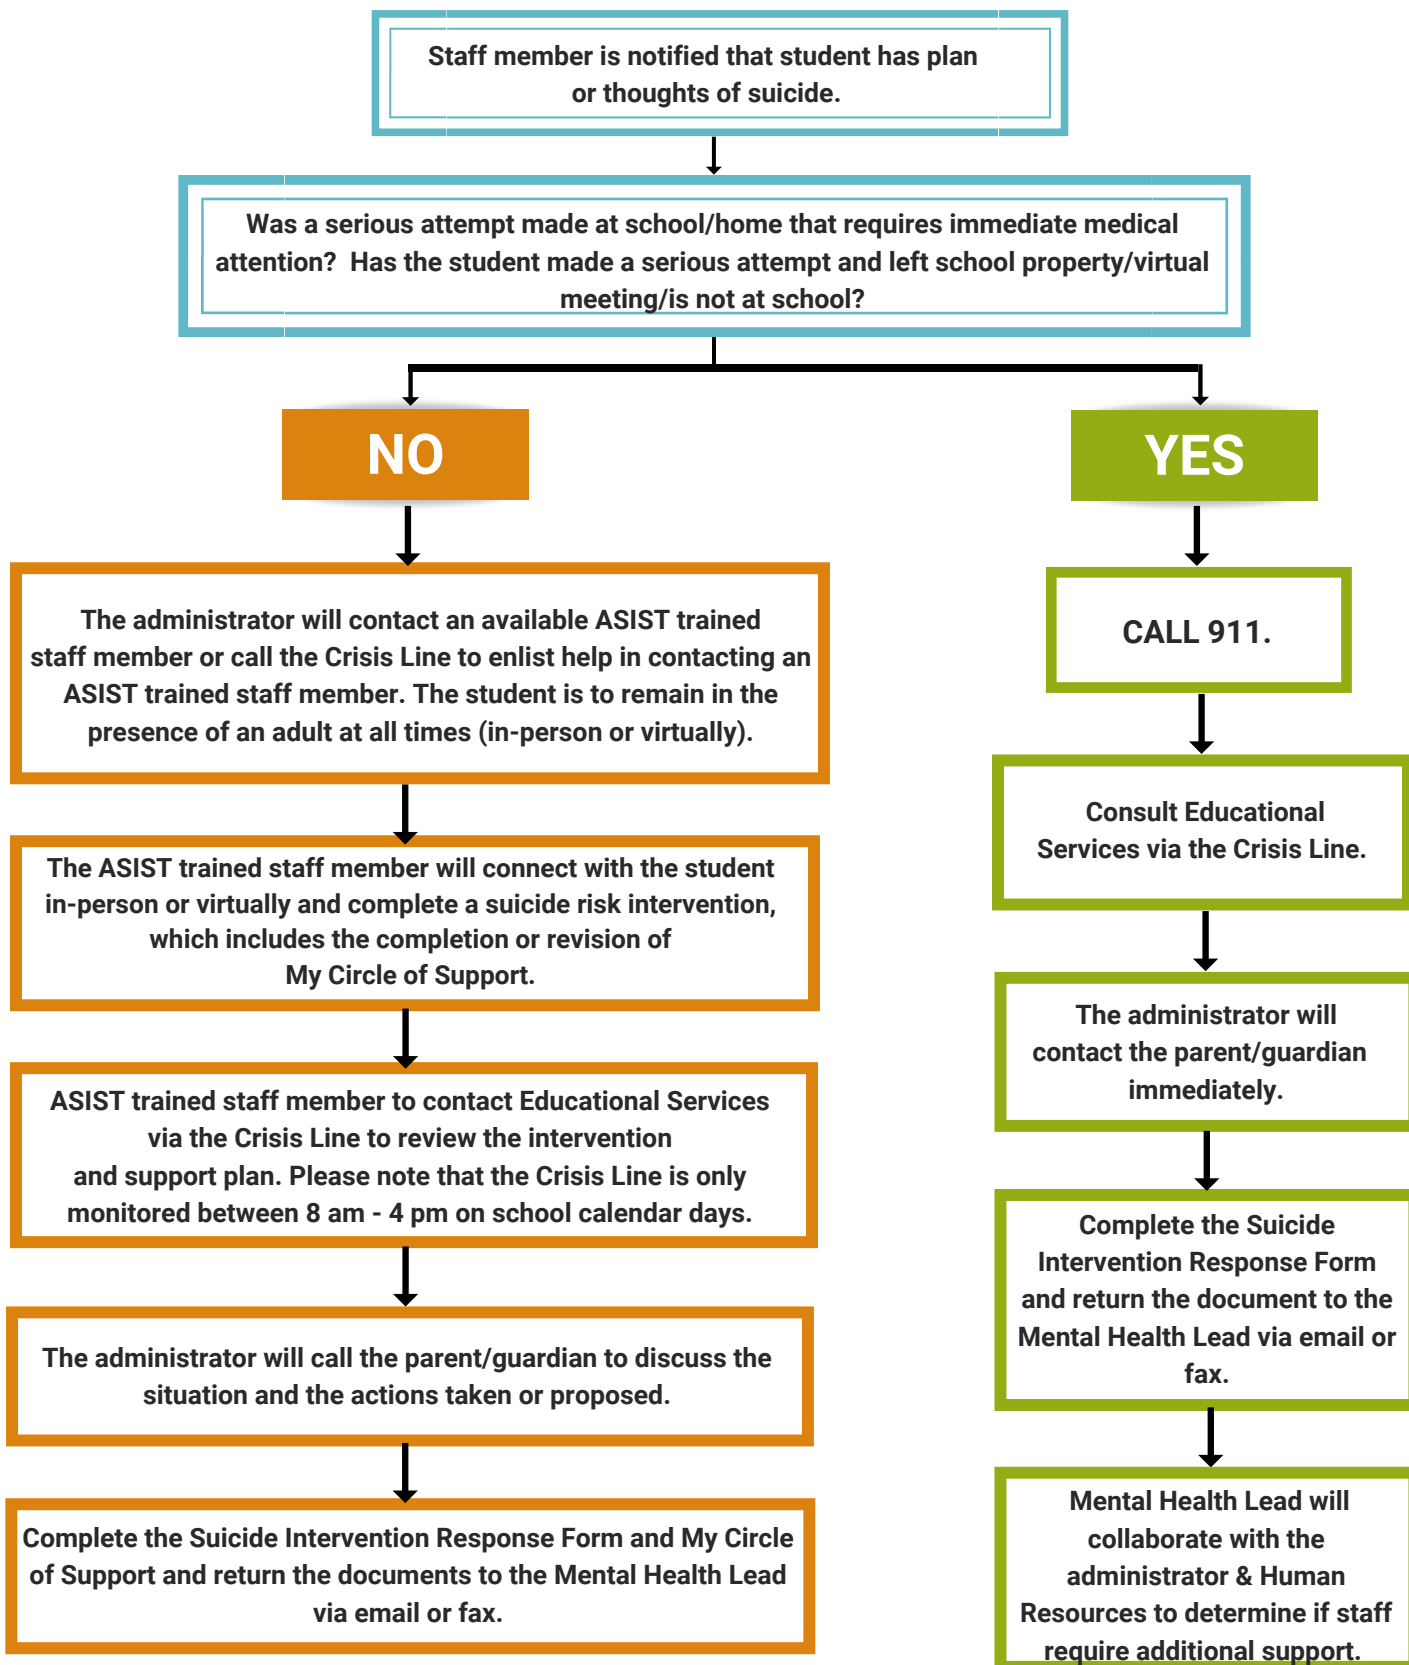 Staff member is notified that student has plan
or thoughts of suicide.
Was a serious attempt made at school/home that requires immediate medical
attention?  Has the student made a serious attempt and left school property/virtual
meeting/is not at school?
NO
YES
The administrator will contact an available ASIST trained
staff member or call the Crisis Line to enlist help in contacting an
ASIST trained staff member. The student is to remain in the
presence of an adult at all times (in-person or virtually).
The ASIST trained staff member will connect with the student
in-person or virtually and complete a suicide risk intervention,
which includes the completion or revision of
My Circle of Support.
ASIST trained staff member to contact Educational Services
via the Crisis Line to review the intervention
and support plan. Please note that the Crisis Line is only
monitored between 8 am - 4 pm on school calendar days.
The administrator will call the parent/guardian to discuss the
situation and the actions taken or proposed.
Complete the Suicide Intervention Response Form and My Circle
of Support and return the documents to the Mental Health Lead
via email or fax.
CALL 911.
Consult Educational
Services via the Crisis Line.
The administrator will
contact the parent/guardian
immediately.
Complete the Suicide
Intervention Response Form
and return the document to the
Mental Health Lead via email or
fax.
Mental Health Lead will
collaborate with the
administrator & Human
Resources to determine if staff
require additional support.